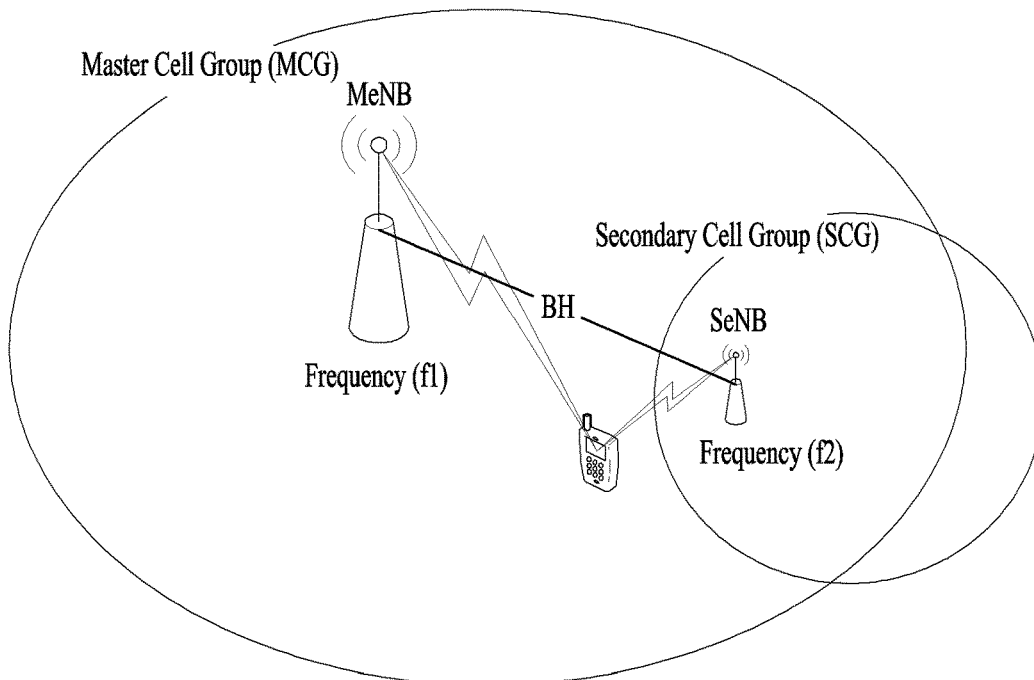 Master Cell Group (MCG)
MeNB
Secondary Cell Group (SCG)
BH
SeNB
Frequency (f1)
Frequency (f2)